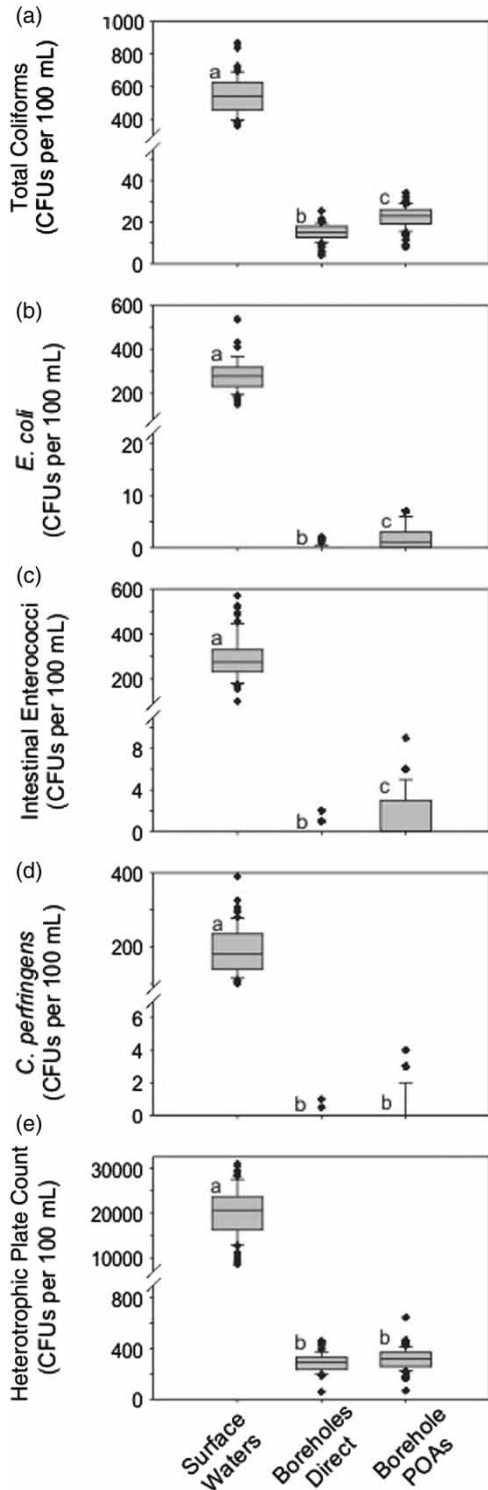 (a)
Total Coliforms
(CFUs per 100 mL)
1000
800
600
400
40
20
0
a
b
c
(b)
E. coli
(CFUs per 100 mL)
600
400
200
20
10
0
a
b
c
(c)
Intestinal Enterococci
(CFUs per 100 mL)
600
400
200
8
6
4
2
0
a
b
c
(d)
C. perfringens
(CFUs per 100 mL)
400
200
6
4
2
0
a
b
b
(e)
Heterotrophic Plate Count
(CFUs per 100 mL)
30000
20000
10000
800
400
0
a
b
b
Surface
Waters
Boreholes
Direct
Borehole
POAs